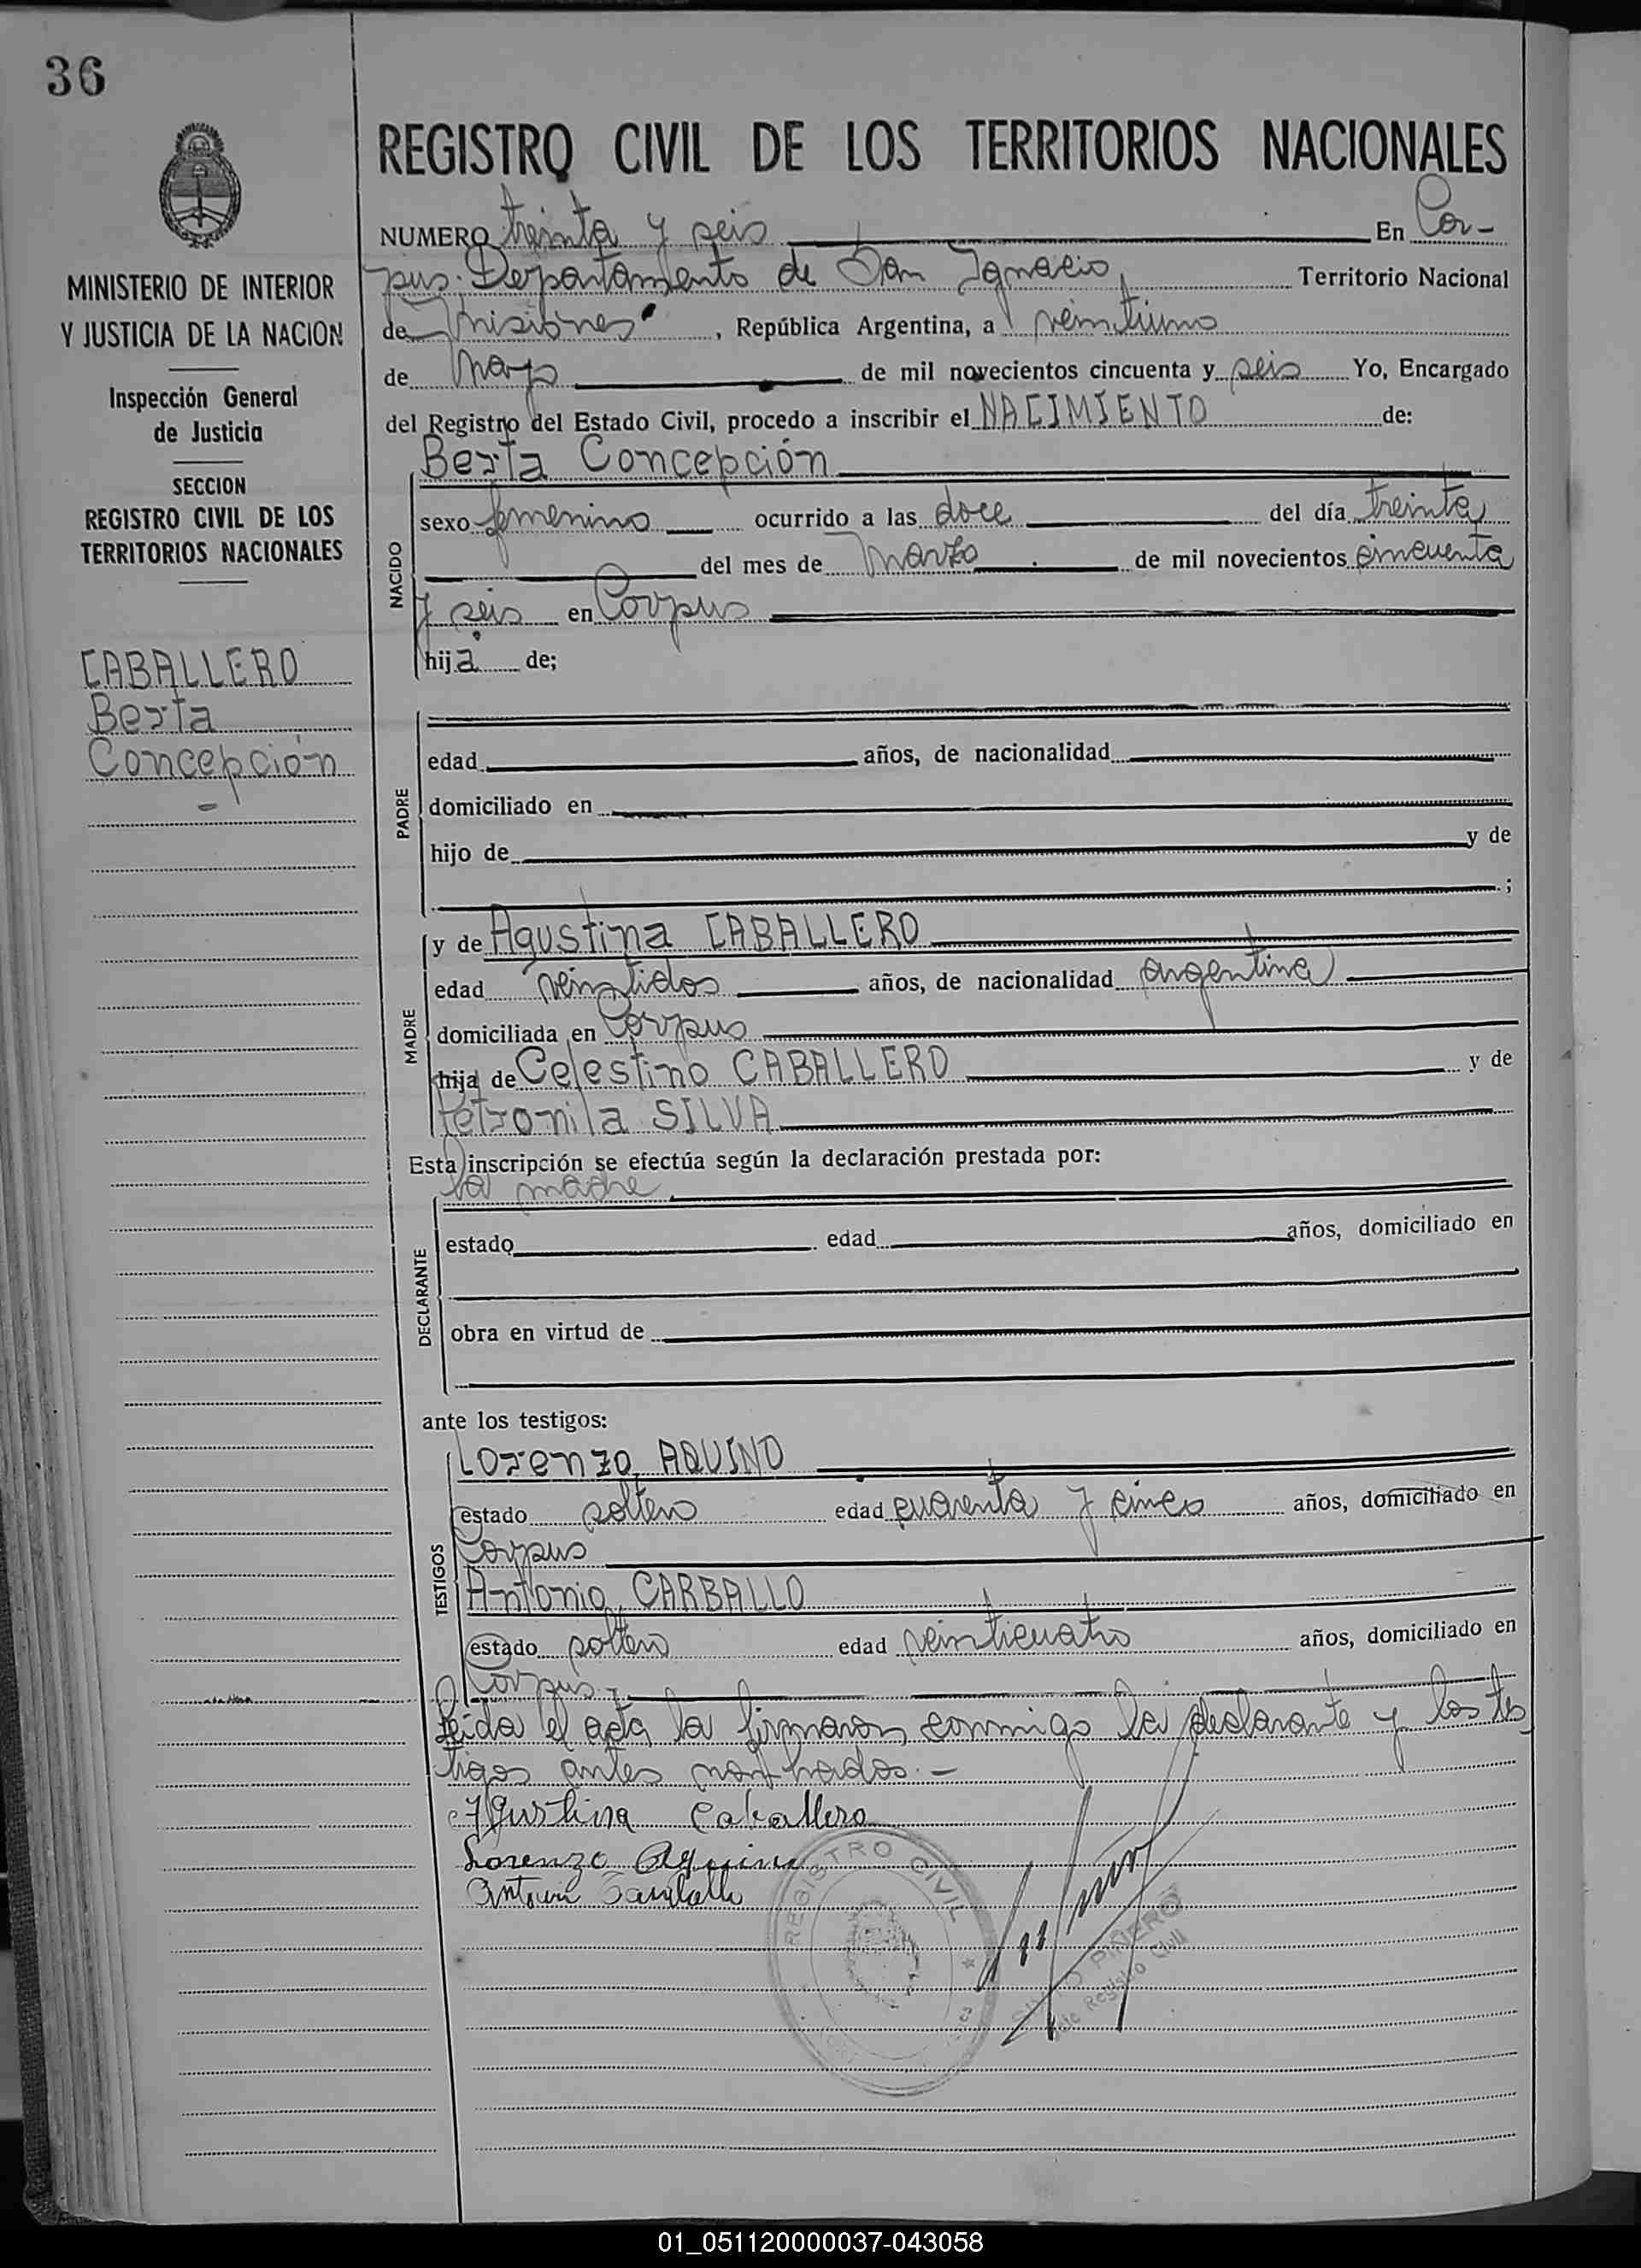 36
MINISTERIO DE INTERIOR
Y JUSTICIA DE LA NACION
Inspección General
de Justicia
SECCION
REGISTRO CIVIL DE LOS
TERRITORIOS NACIONALES
CABALLERO
Berta
Concepción
REGISTRO CIVIL DE LOS TERRITORIOS NACIONALES
NUMERO treinta y seis En Cor-
pus. Departamento de San Ignacio, Territorio Nacional
de Misiones, República Argentina, a veintiuno
de Mayo de mil novecientos cincuenta y seis Yo, Encargado
del Registro del Estado Civil, procedo a inscribir el NACIMIENTO de:
NACIDO
Berta Concepción
sexo femenino ocurrido a las doce del día treinta
del mes de Marzo de mil novecientos cincuenta
y seis en Corpus
hija de;
PADRE
edad años, de nacionalidad
domiciliado en
hijo de y de
;
MADRE
y de Agustina CABALLERO
edad veintidos años, de nacionalidad argentina
domiciliada en Corpus
hija de Celestino CABALLERO y de
Petronila SILVA
Esta inscripción se efectúa según la declaración prestada por:
DECLARANTE
la madre
estado edad años, domiciliado en
obra en virtud de
ante los testigos:
TESTIGOS
Lorenzo AQUINO
estado soltero edad cuarenta y cinco años, domiciliado en
Corpus
Antonio CARBALLO
estado soltero edad veinticuatro años, domiciliado en
Corpus.
Leida el acta la firmaron conmigo la declarante y los tes
tigos antes nombrados.-
Agustina Caballero
Lorenzo Aquino
REGISTRO CIVIL
PIÑERO
de Registro Civil
01_051120000037-043058